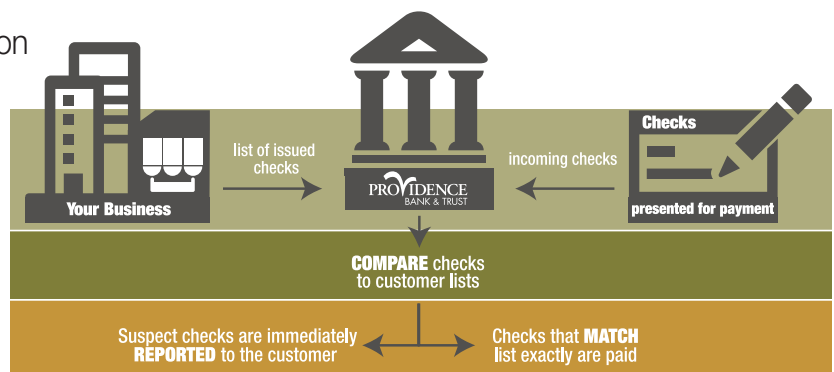 on
list of issued
checks
incoming checks
Checks
Your Business
PROVIDENCE
BANK & TRUST
presented for payment
COMPARE checks
to customer lists
Suspect checks are immediately
REPORTED to the customer
Checks that MATCH
list exactly are paid